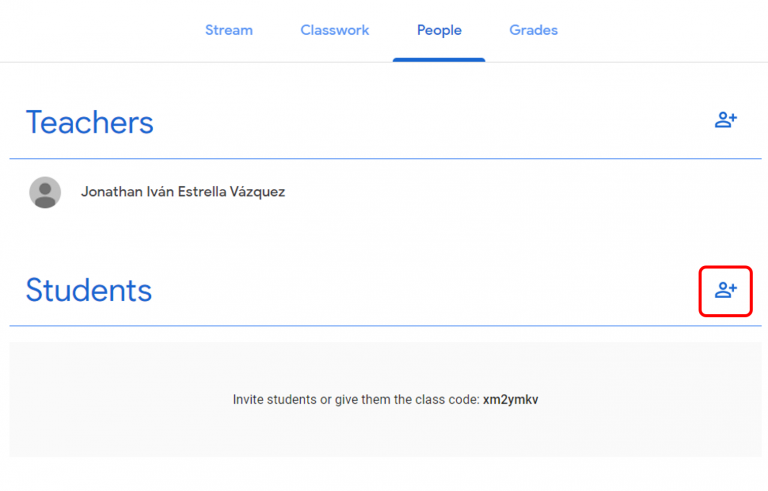 Stream Classwork People Grades
Teachers
Jonathan Iván Estrella Vázquez
Students
Invite students or give them the class code: xm2ymkv